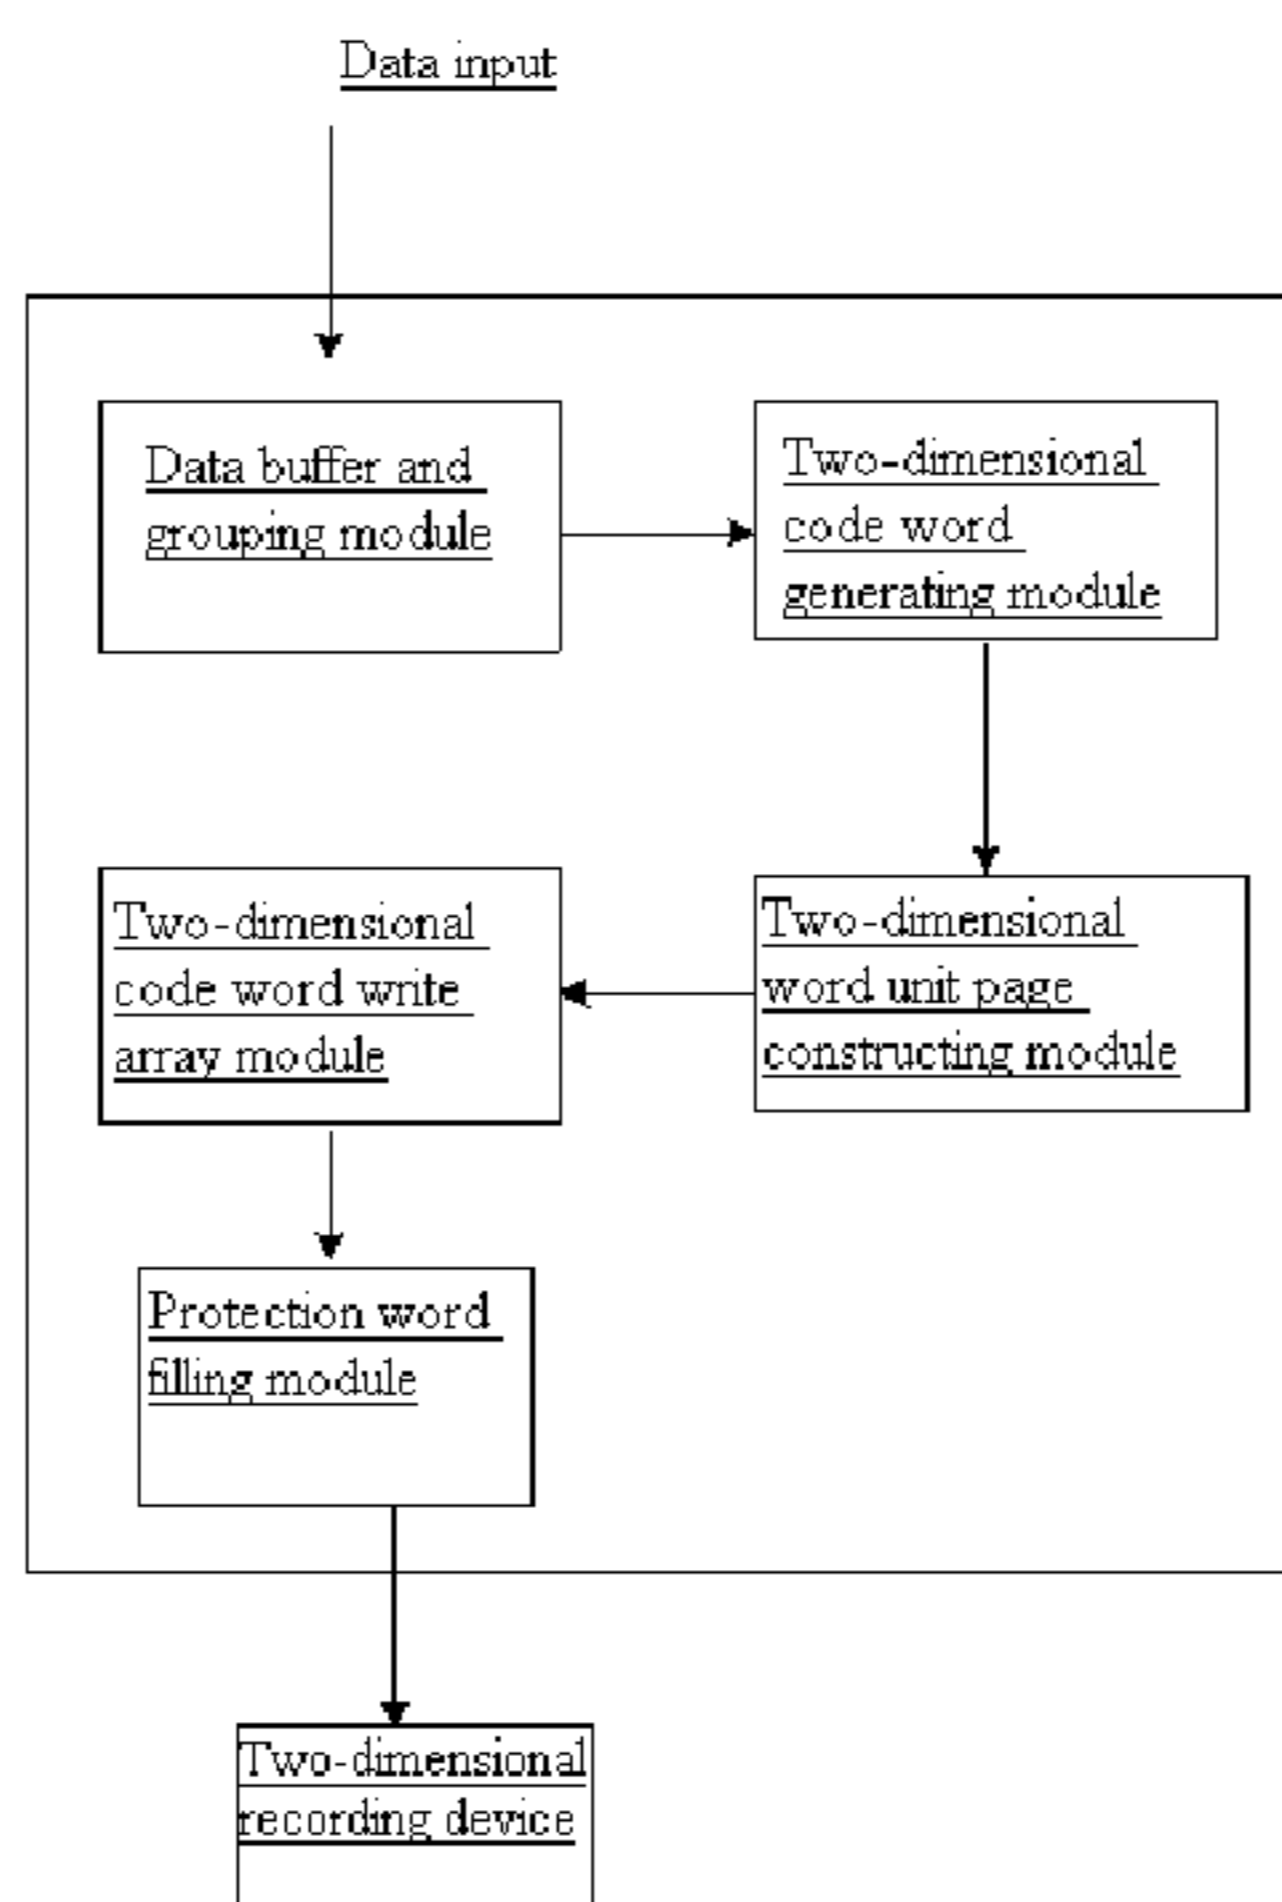 Data input
Data buffer and
grouping module
Two-dimensional
code word
generating module
Two-dimensional
code word write
array module
Two-dimensional
word unit page
constructing module
Protection word
filling module
Two-dimensional
recording device